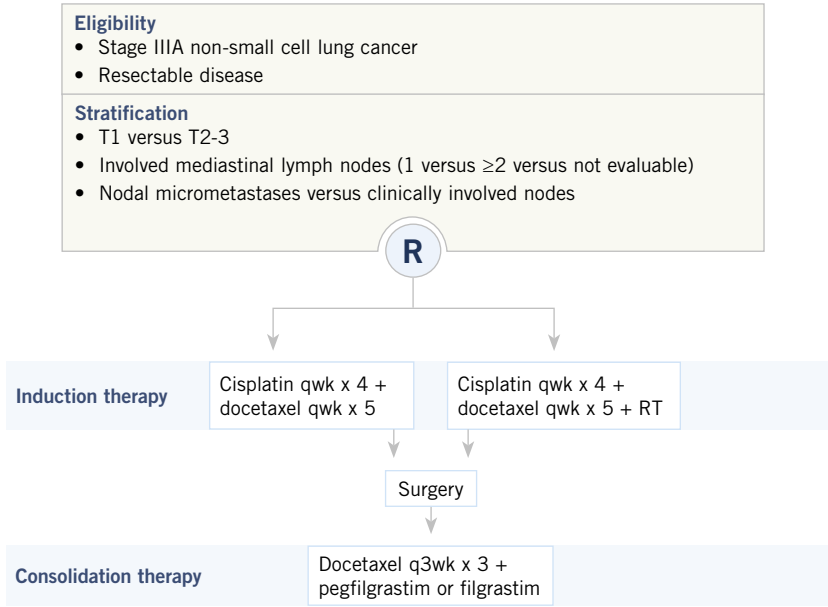 Eligibility
• Stage IIIA non-small cell lung cancer
• Resectable disease
Stratification
• T1 versus T2-3
• Involved mediastinal lymph nodes (1 versus ≥2 versus not evaluable)
• Nodal micrometastases versus clinically involved nodes
R
Induction therapy
Cisplatin qwk x 4 +
docetaxel qwk x 5
Cisplatin qwk x 4 +
docetaxel qwk x 5 + RT
Surgery
Consolidation therapy
Docetaxel q3wk x 3 +
pegfilgrastim or filgrastim